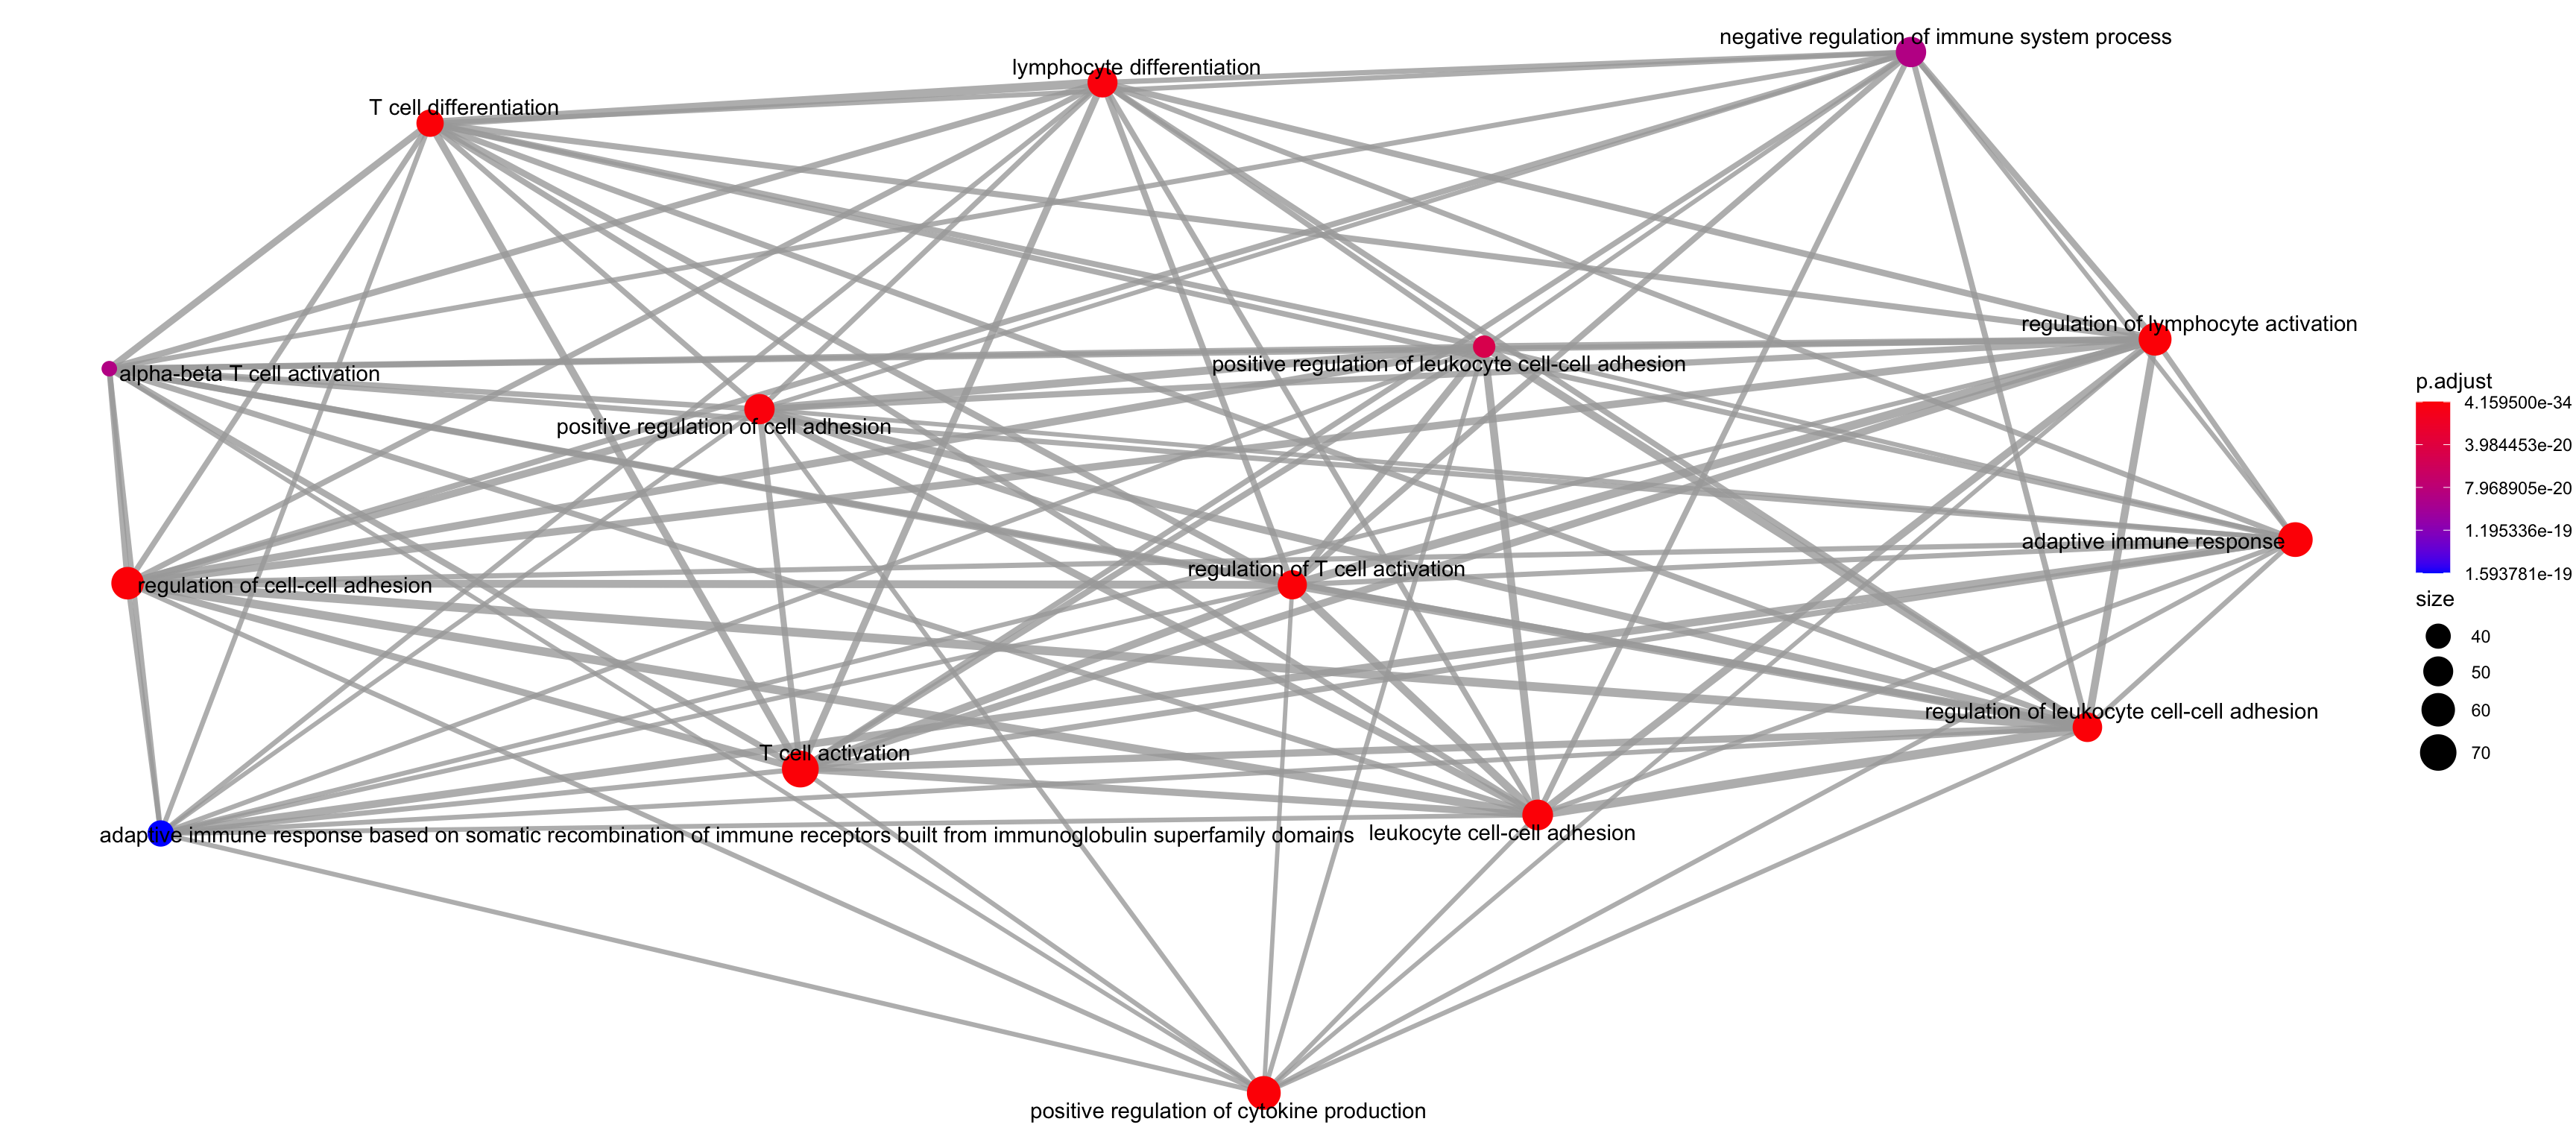 negative regulation of immune system process
lymphocyte differentiation
T cell differentiation
regulation of lymphocyte activation
positive regulation of leukocyte cell-cell adhesion
alpha-beta T cell activation
positive regulation of cell adhesion
adaptive immune response
regulation of T cell activation
regulation of cell-cell adhesion
regulation of leukocyte cell-cell adhesion
T cell activation
leukocyte cell-cell adhesion
adaptive immune response based on somatic recombination of immune receptors built from immunoglobulin superfamily domains
positive regulation of cytokine production
p.adjust
4.159500e-34
3.984453e-20
7.968905e-20
1.195336e-19
1.593781e-19
size
40
50
60
70